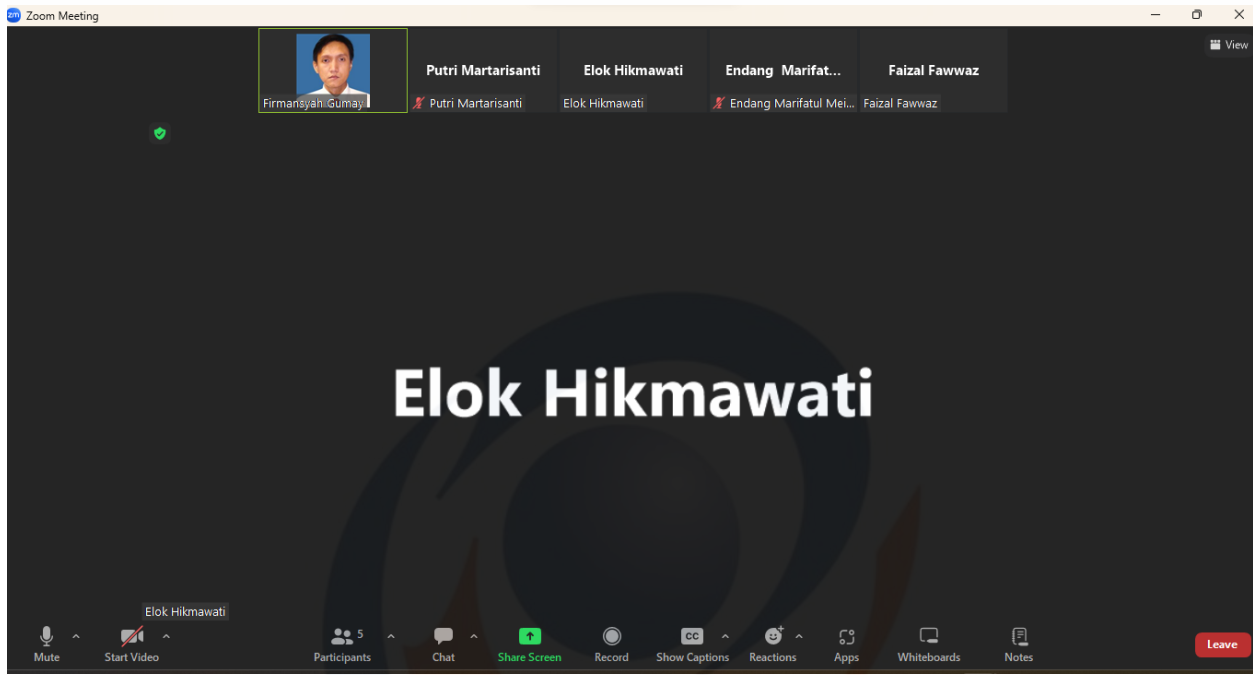 zm Zoom Meeting
View
Putri Martarisanti
Elok Hikmawati
Endang Marifat...
Faizal Fawwaz
Firmansyah Gumay
Putri Martarisanti
Elok Hikmawati
Endang Marifatul Mei...
Faizal Fawwaz
Elok Hikmawati
Elok Hikmawati
Mute
Start Video
5
Participants
Chat
Share Screen
Record
CC
Show Captions
Reactions
Apps
Whiteboards
Notes
Leave